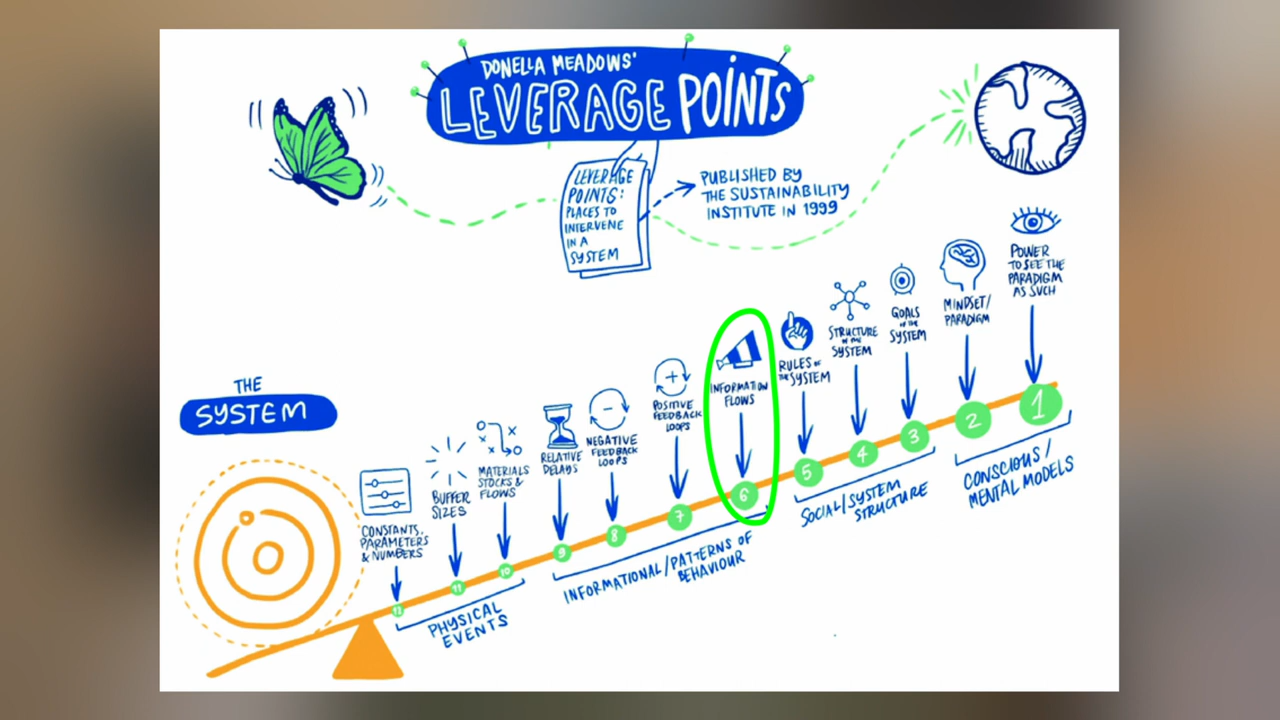 DONELLA MEADOWS'
LEVERAGE POINTS
LEVERAGE
POINTS:
PLACES TO
INTERVENE
IN A
SYSTEM
PUBLISHED BY
THE SUSTAINABILITY
INSTITUTE IN 1999
THE
SYSTEM
CONSTANTS,
PARAMETERS
& NUMBERS
12
BUFFER
SIZES
11
MATERIALS
STOCKS &
FLOWS
10
RELATIVE
DELAYS
9
NEGATIVE
FEEDBACK
LOOPS
8
POSITIVE
FEEDBACK
LOOPS
7
INFORMATION
FLOWS
6
RULES OF
THE SYSTEM
5
STRUCTURE
OF THE
SYSTEM
4
GOALS
OF THE
SYSTEM
3
MINDSET/
PARADIGM
2
POWER
TO SEE THE
PARADIGM
AS SUCH
1
PHYSICAL
EVENTS
INFORMATIONAL/PATTERNS OF
BEHAVIOUR
SOCIAL/SYSTEM
STRUCTURE
CONSCIOUS/
MENTAL MODELS